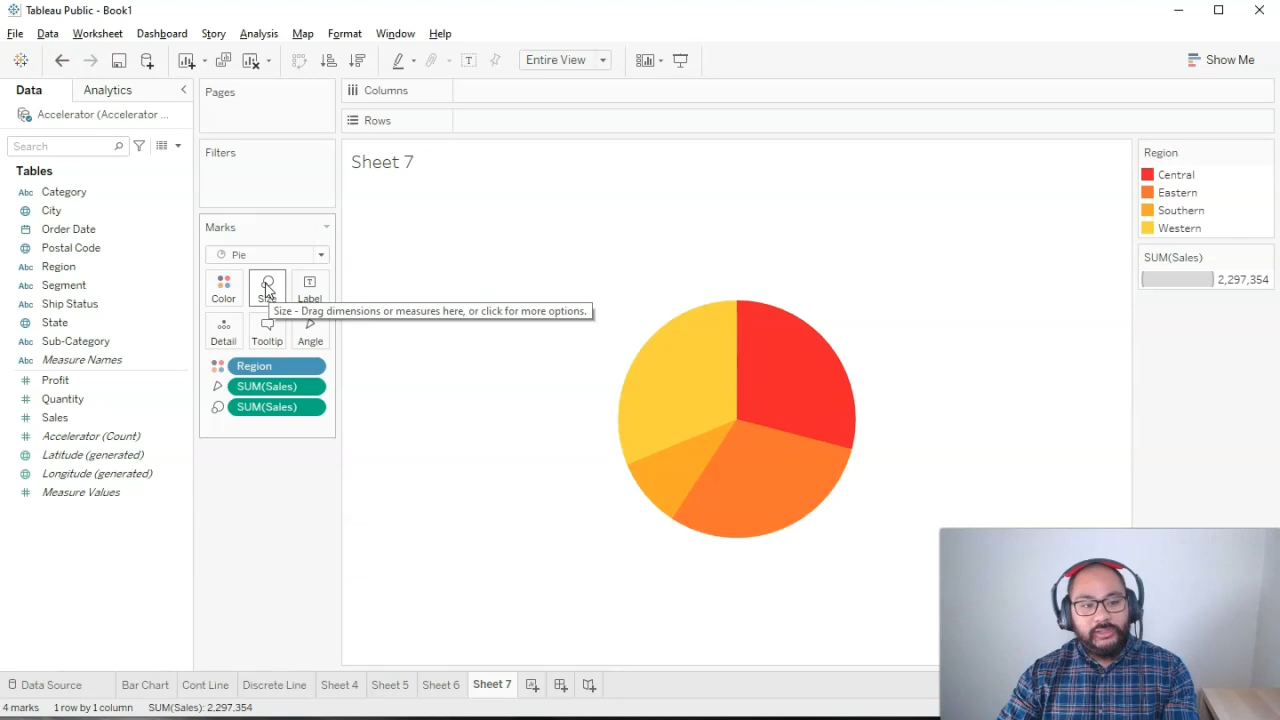 Tableau Public - Book1
File Data Worksheet Dashboard Story Analysis Map Format Window Help
Entire View
Show Me
Data Analytics
Accelerator (Accelerator ...
Search
Tables
Abc Category
City
Order Date
Postal Code
Abc Region
Abc Segment
Abc Ship Status
State
Abc Sub-Category
Abc Measure Names
# Profit
# Quantity
# Sales
# Accelerator (Count)
Latitude (generated)
Longitude (generated)
# Measure Values
Pages
Filters
Marks
Pie
Color Size Label
Size - Drag dimensions or measures here, or click for more options.
Detail Tooltip Angle
Region
SUM(Sales)
SUM(Sales)
Columns
Rows
Sheet 7
Region
Central
Eastern
Southern
Western
SUM(Sales)
2,297,354
Data Source Bar Chart Cont Line Discrete Line Sheet 4 Sheet 5 Sheet 6 Sheet 7
4 marks 1 row by 1 column SUM(Sales): 2,297,354